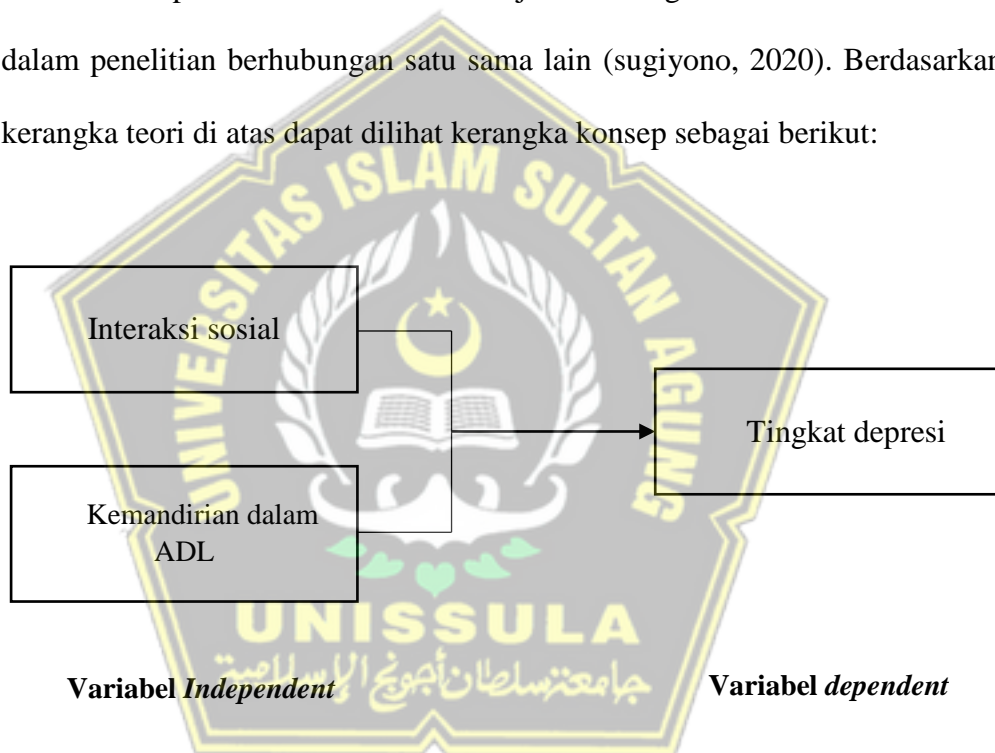 dalam penelitian berhubungan satu sama lain (sugiyono, 2020). Berdasarkan
kerangka teori di atas dapat dilihat kerangka konsep sebagai berikut:
UNIVERSITAS ISLAM SULTAN AGUNG
Interaksi sosial
Tingkat depresi
Kemandirian dalam
ADL
UNISSULA
جامعة سلطان أجونج الإسلامية
Variabel Independent
Variabel dependent